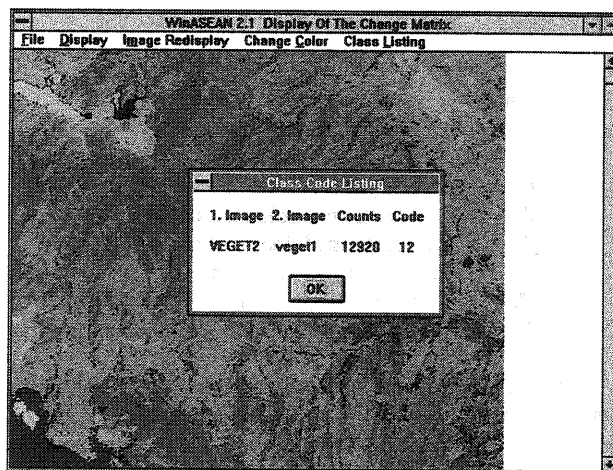 WinASEAN 2.1 Display Of The Change Matrix
File Display Image Redisplay Change Color Class Listing
Class Code Listing
1. Image 2. Image Counts Code
VEGET2 veget1 12920 12
OK